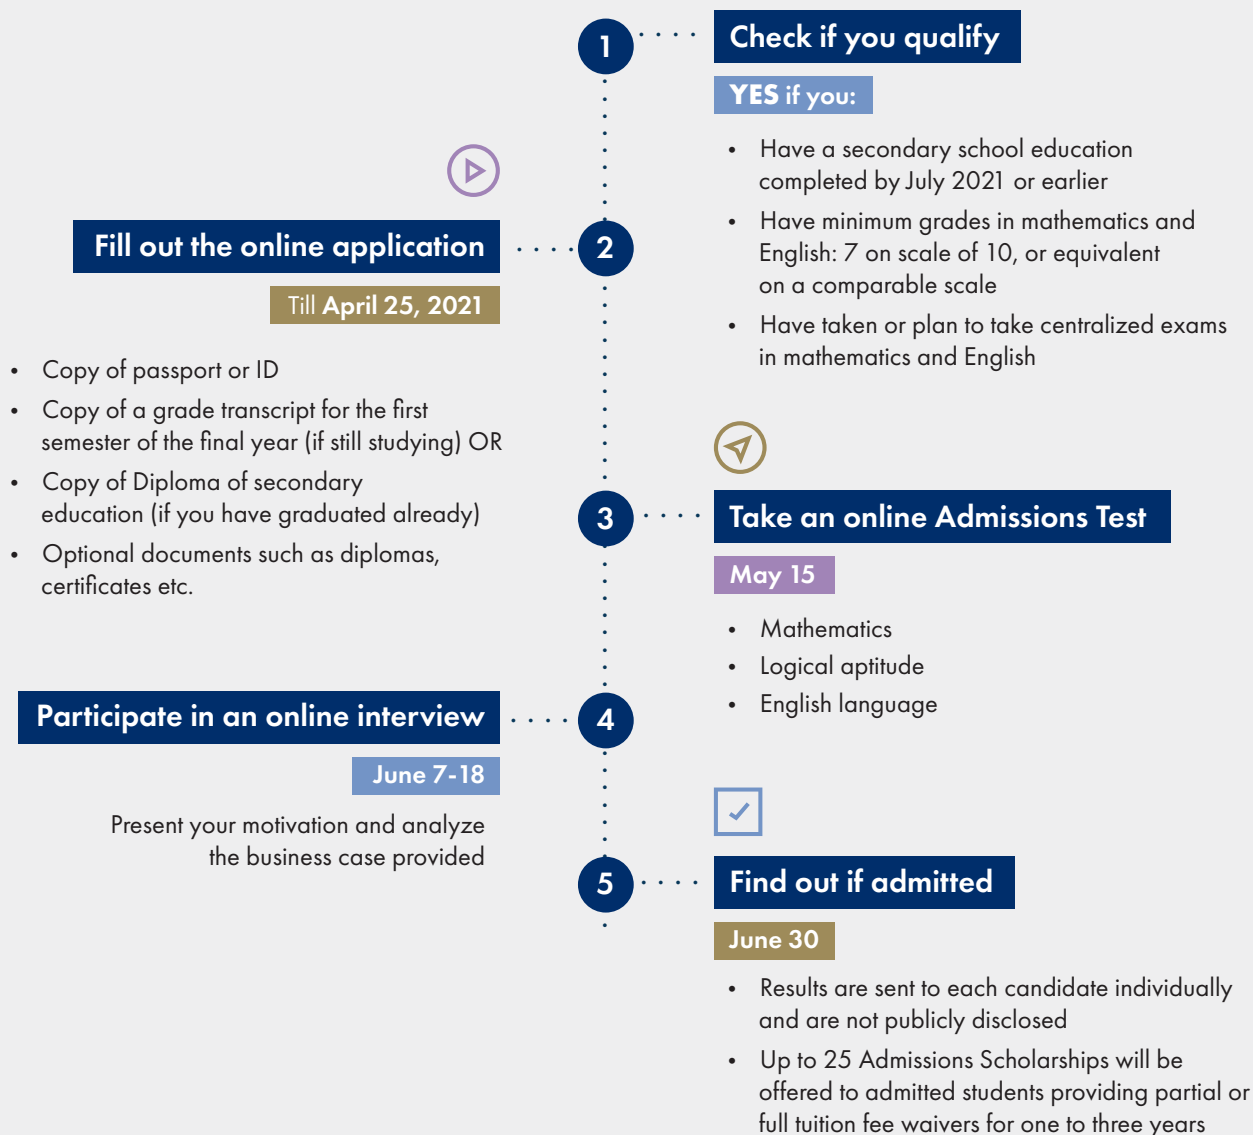 1
Check if you qualify
YES if you:
• Have a secondary school education
completed by July 2021 or earlier
• Have minimum grades in mathematics and
English: 7 on scale of 10, or equivalent
on a comparable scale
• Have taken or plan to take centralized exams
in mathematics and English
2
Fill out the online application
Till April 25, 2021
• Copy of passport or ID
• Copy of a grade transcript for the first
semester of the final year (if still studying) OR
• Copy of Diploma of secondary
education (if you have graduated already)
• Optional documents such as diplomas,
certificates etc.
3
Take an online Admissions Test
May 15
• Mathematics
• Logical aptitude
• English language
4
Participate in an online interview
June 7-18
Present your motivation and analyze
the business case provided
5
Find out if admitted
June 30
• Results are sent to each candidate individually
and are not publicly disclosed
• Up to 25 Admissions Scholarships will be
offered to admitted students providing partial or
full tuition fee waivers for one to three years